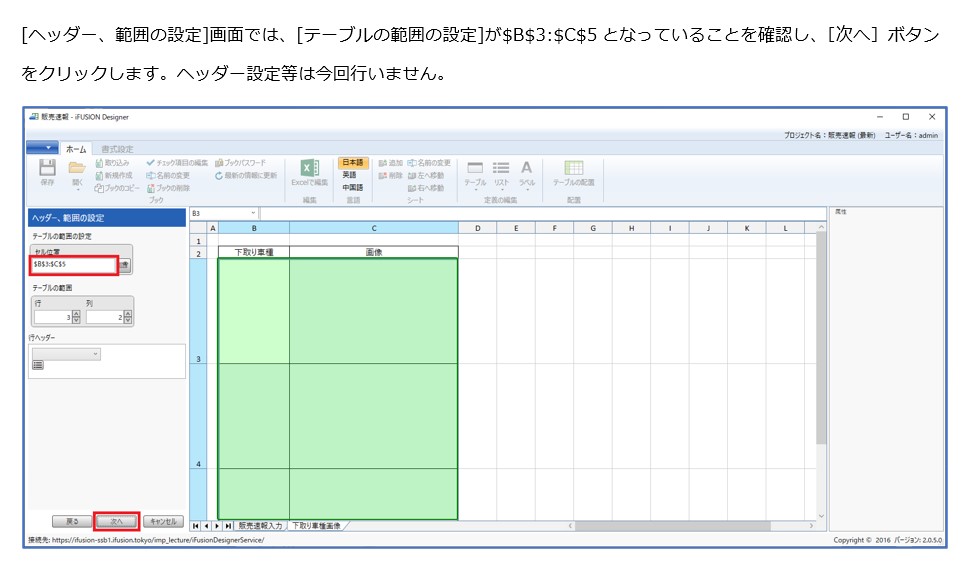 [ヘッダー、範囲の設定]画面では、[テーブルの範囲の設定]が$B$3:$C$5 となっていることを確認し、[次へ] ボタン
をクリックします。ヘッダー設定等は今回行いません。
販売速報 - iFUSION Designer
プロジェクト名：販売速報 (最新) ユーザー名：admin
ホーム 書式設定
取り込み チェック項目の編集 ブックパスワード
新規作成 名前の変更 最新の情報に更新
ブックのコピー ブックの削除
保存 開く
ブック
Excelで編集
編集
日本語
英語
中国語
言語
追加 名前の変更
削除 左へ移動
右へ移動
シート
テーブル リスト ラベル
定義の編集
テーブルの配置
配置
ヘッダー、範囲の設定
テーブルの範囲の設定
セル位置
$B$3:$C$5
テーブルの範囲
行 列
3 2
行ヘッダー
戻る 次へ キャンセル
B3
A B C D E F G H I J K L
1
2 下取り車種 画像
3
4
販売速報入力 下取り車種画像
属性
接続先: https://ifusion-ssb1.ifusion.tokyo/imp_lecture/iFusionDesignerService/
Copyright © 2016 バージョン: 2.0.5.0